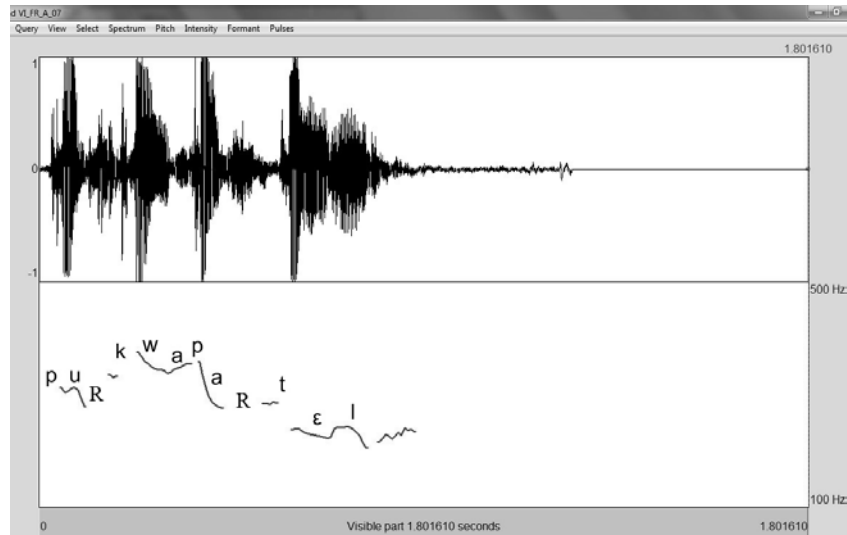 d VI_FR_A_07
Query View Select Spectrum Pitch Intensity Formant Pulses
1.801610
1
0
-1
500 Hz
p u R k w a p a R t ɛ l
100 Hz
0 Visible part 1.801610 seconds 1.801610